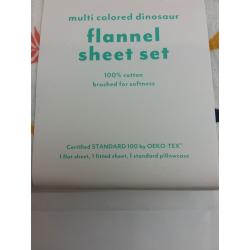 multi colored dinosaur
flannel
sheet set
100% cotton
brushed for softness
Certified STANDARD 100 by OEKO-TEX®
1 flat sheet, 1 fitted sheet, 1 standard pillowcase